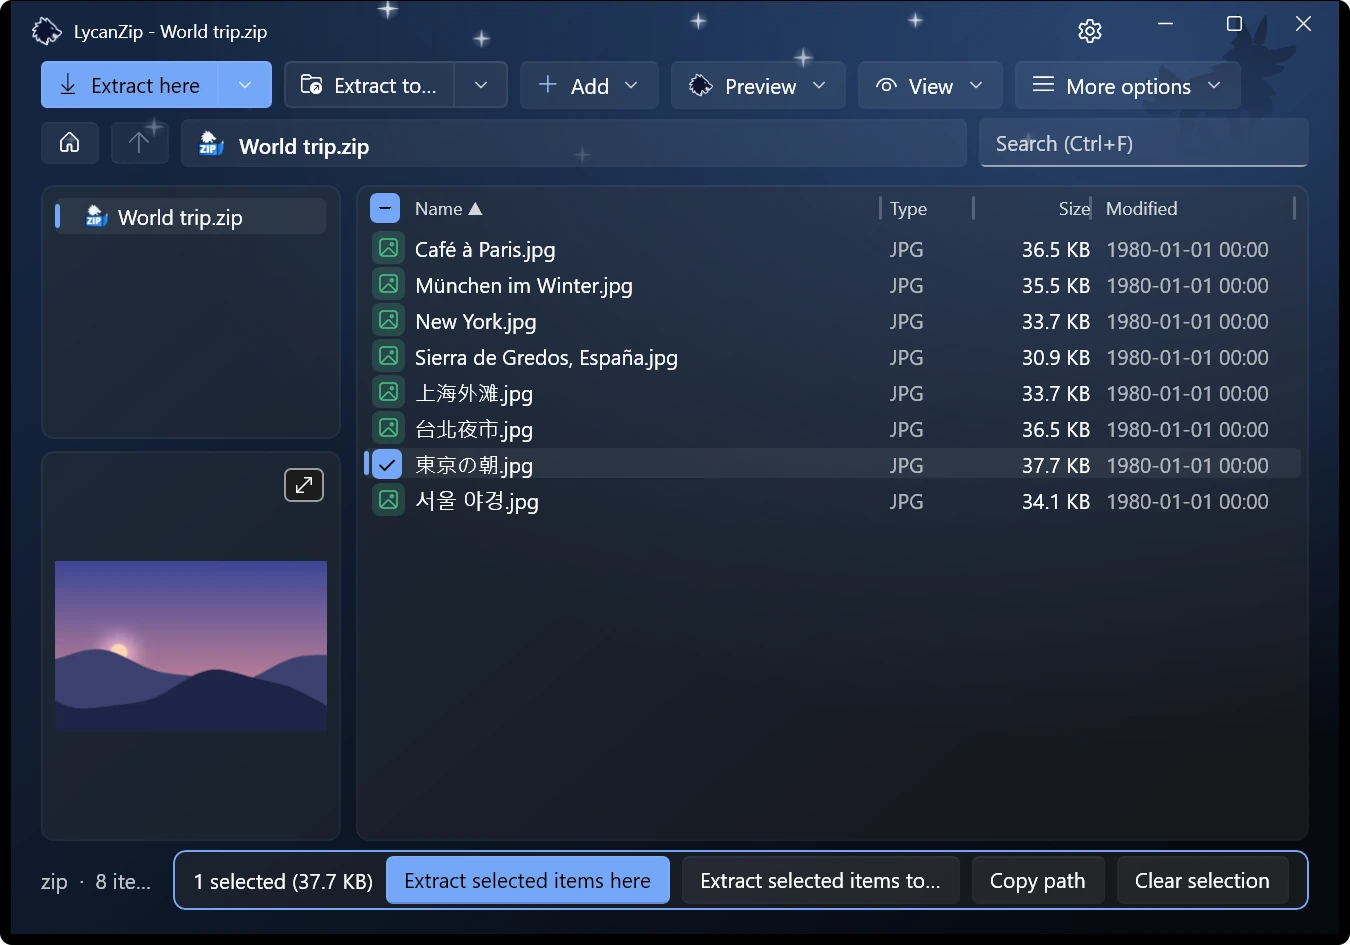 LycanZip - World trip.zip
Extract here
Extract to...
Add
Preview
View
More options
ZIP World trip.zip
Search (Ctrl+F)
ZIP World trip.zip
Name Type Size Modified
Café à Paris.jpg JPG 36.5 KB 1980-01-01 00:00
München im Winter.jpg JPG 35.5 KB 1980-01-01 00:00
New York.jpg JPG 33.7 KB 1980-01-01 00:00
Sierra de Gredos, España.jpg JPG 30.9 KB 1980-01-01 00:00
上海外滩.jpg JPG 33.7 KB 1980-01-01 00:00
台北夜市.jpg JPG 36.5 KB 1980-01-01 00:00
東京の朝.jpg JPG 37.7 KB 1980-01-01 00:00
서울 야경.jpg JPG 34.1 KB 1980-01-01 00:00
zip · 8 ite...
1 selected (37.7 KB)
Extract selected items here
Extract selected items to...
Copy path
Clear selection